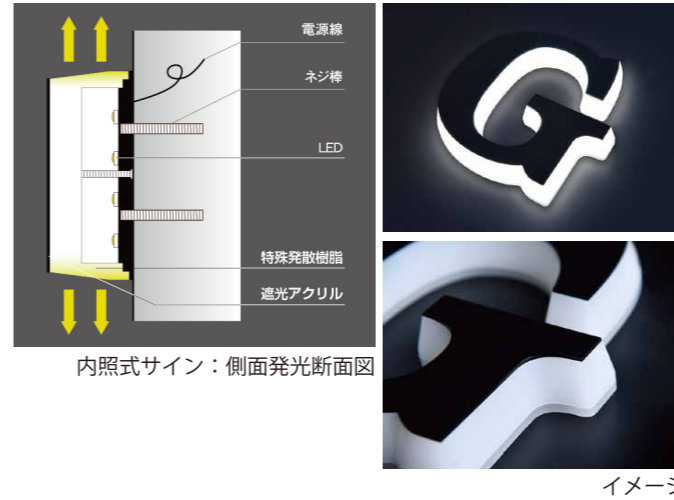 電源線
ネジ棒
LED
特殊発散樹脂
遮光アクリル
内照式サイン：側面発光断面図
G
イメージ